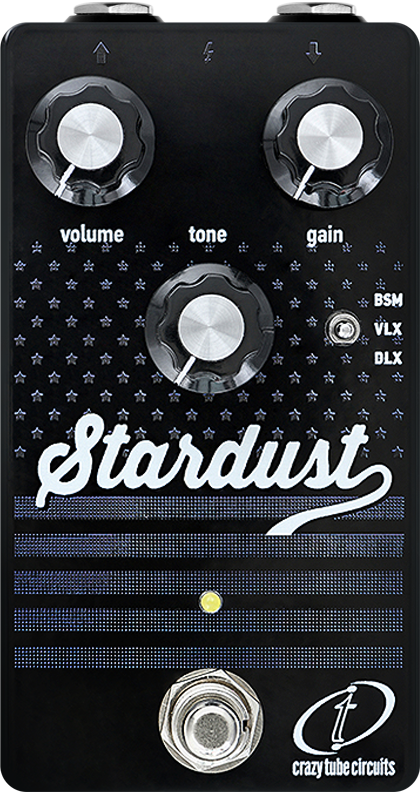 volume tone gain
BSM
VLX
DLX
Stardust
crazy tube circuits